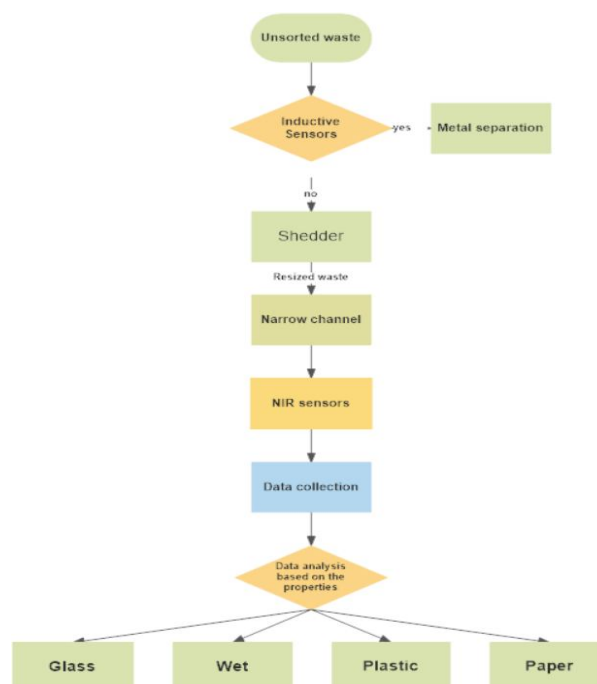 Unsorted waste
Inductive
Sensors
yes
Metal separation
no
Shedder
Resized waste
Narrow channel
NIR sensors
Data collection
Data analysis
based on the
properties
Glass
Wet
Plastic
Paper